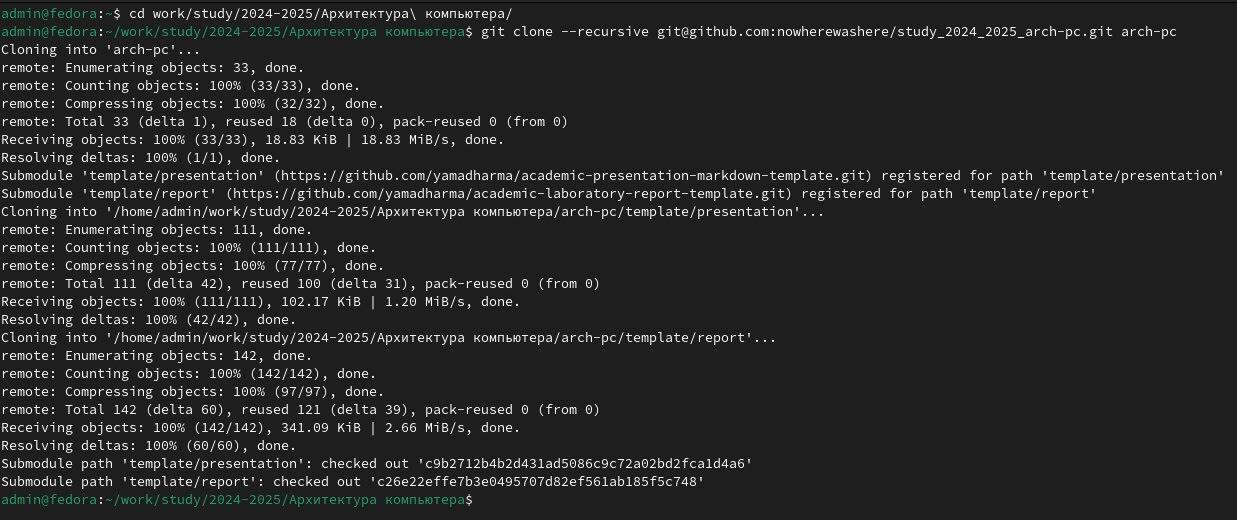 admin@fedora:~$ cd work/study/2024-2025/Архитектура\ компьютера/
admin@fedora:~/work/study/2024-2025/Архитектура компьютера$ git clone --recursive git@github.com:nowherewashere/study_2024_2025_arch-pc.git arch-pc
Cloning into 'arch-pc'...
remote: Enumerating objects: 33, done.
remote: Counting objects: 100% (33/33), done.
remote: Compressing objects: 100% (32/32), done.
remote: Total 33 (delta 1), reused 18 (delta 0), pack-reused 0 (from 0)
Receiving objects: 100% (33/33), 18.83 KiB | 18.83 MiB/s, done.
Resolving deltas: 100% (1/1), done.
Submodule 'template/presentation' (https://github.com/yamadharma/academic-presentation-markdown-template.git) registered for path 'template/presentation'
Submodule 'template/report' (https://github.com/yamadharma/academic-laboratory-report-template.git) registered for path 'template/report'
Cloning into '/home/admin/work/study/2024-2025/Архитектура компьютера/arch-pc/template/presentation'...
remote: Enumerating objects: 111, done.
remote: Counting objects: 100% (111/111), done.
remote: Compressing objects: 100% (77/77), done.
remote: Total 111 (delta 42), reused 100 (delta 31), pack-reused 0 (from 0)
Receiving objects: 100% (111/111), 102.17 KiB | 1.20 MiB/s, done.
Resolving deltas: 100% (42/42), done.
Cloning into '/home/admin/work/study/2024-2025/Архитектура компьютера/arch-pc/template/report'...
remote: Enumerating objects: 142, done.
remote: Counting objects: 100% (142/142), done.
remote: Compressing objects: 100% (97/97), done.
remote: Total 142 (delta 60), reused 121 (delta 39), pack-reused 0 (from 0)
Receiving objects: 100% (142/142), 341.09 KiB | 2.66 MiB/s, done.
Resolving deltas: 100% (60/60), done.
Submodule path 'template/presentation': checked out 'c9b2712b4b2d431ad5086c9c72a02bd2fca1d4a6'
Submodule path 'template/report': checked out 'c26e22effe7b3e0495707d82ef561ab185f5c748'
admin@fedora:~/work/study/2024-2025/Архитектура компьютера$